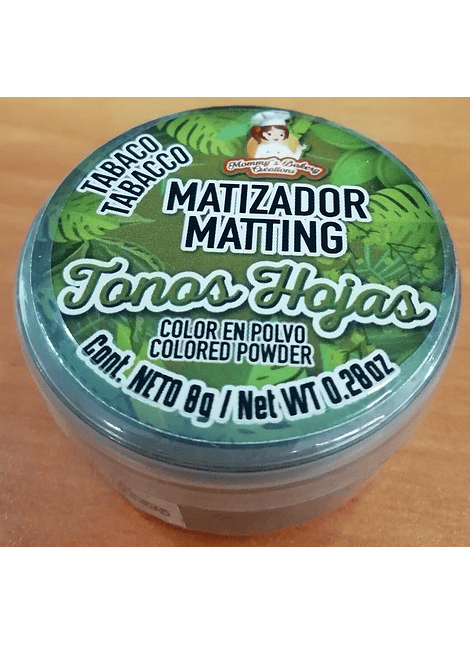 Mommy's Bakery
Creations
TABACO
TABACCO
MATIZADOR
MATTING
Tonos Hojas
COLOR EN POLVO
COLORED POWDER
Cont. NETO 8g / Net WT 0.28oz